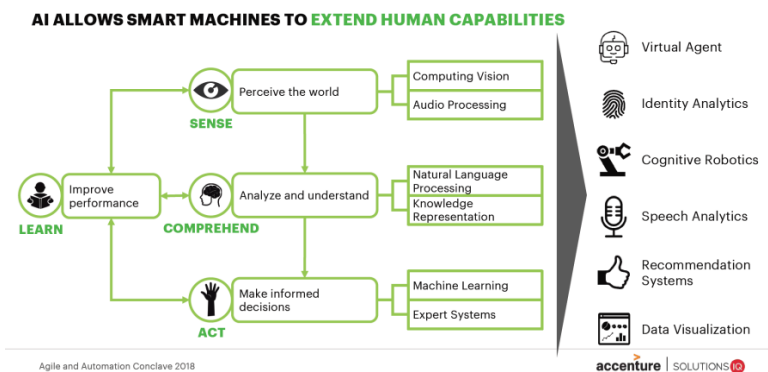 AI ALLOWS SMART MACHINES TO EXTEND HUMAN CAPABILITIES
Perceive the world
SENSE
Computing Vision
Audio Processing
Improve
performance
LEARN
Analyze and understand
COMPREHEND
Natural Language
Processing
Knowledge
Representation
Make informed
decisions
ACT
Machine Learning
Expert Systems
Virtual Agent
Identity Analytics
Cognitive Robotics
Speech Analytics
Recommendation
Systems
Data Visualization
Agile and Automation Conclave 2018
accenture | SOLUTIONS IQ